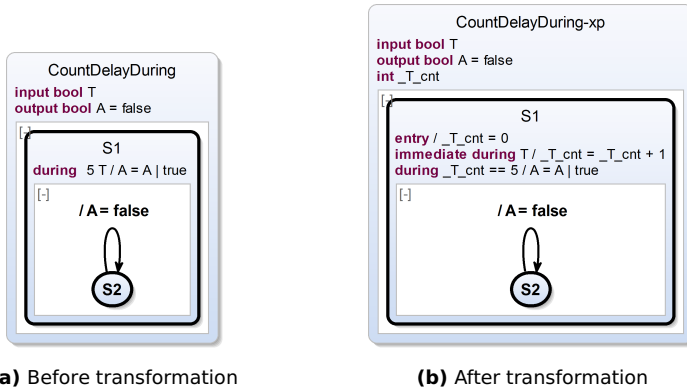 CountDelayDuring
input bool T
output bool A = false
[-]
S1
during 5 T / A = A | true
[-]
/ A = false
S2
a) Before transformation
CountDelayDuring-xp
input bool T
output bool A = false
int _T_cnt
[-]
S1
entry / _T_cnt = 0
immediate during T / _T_cnt = _T_cnt + 1
during _T_cnt == 5 / A = A | true
[-]
/ A = false
S2
(b) After transformation